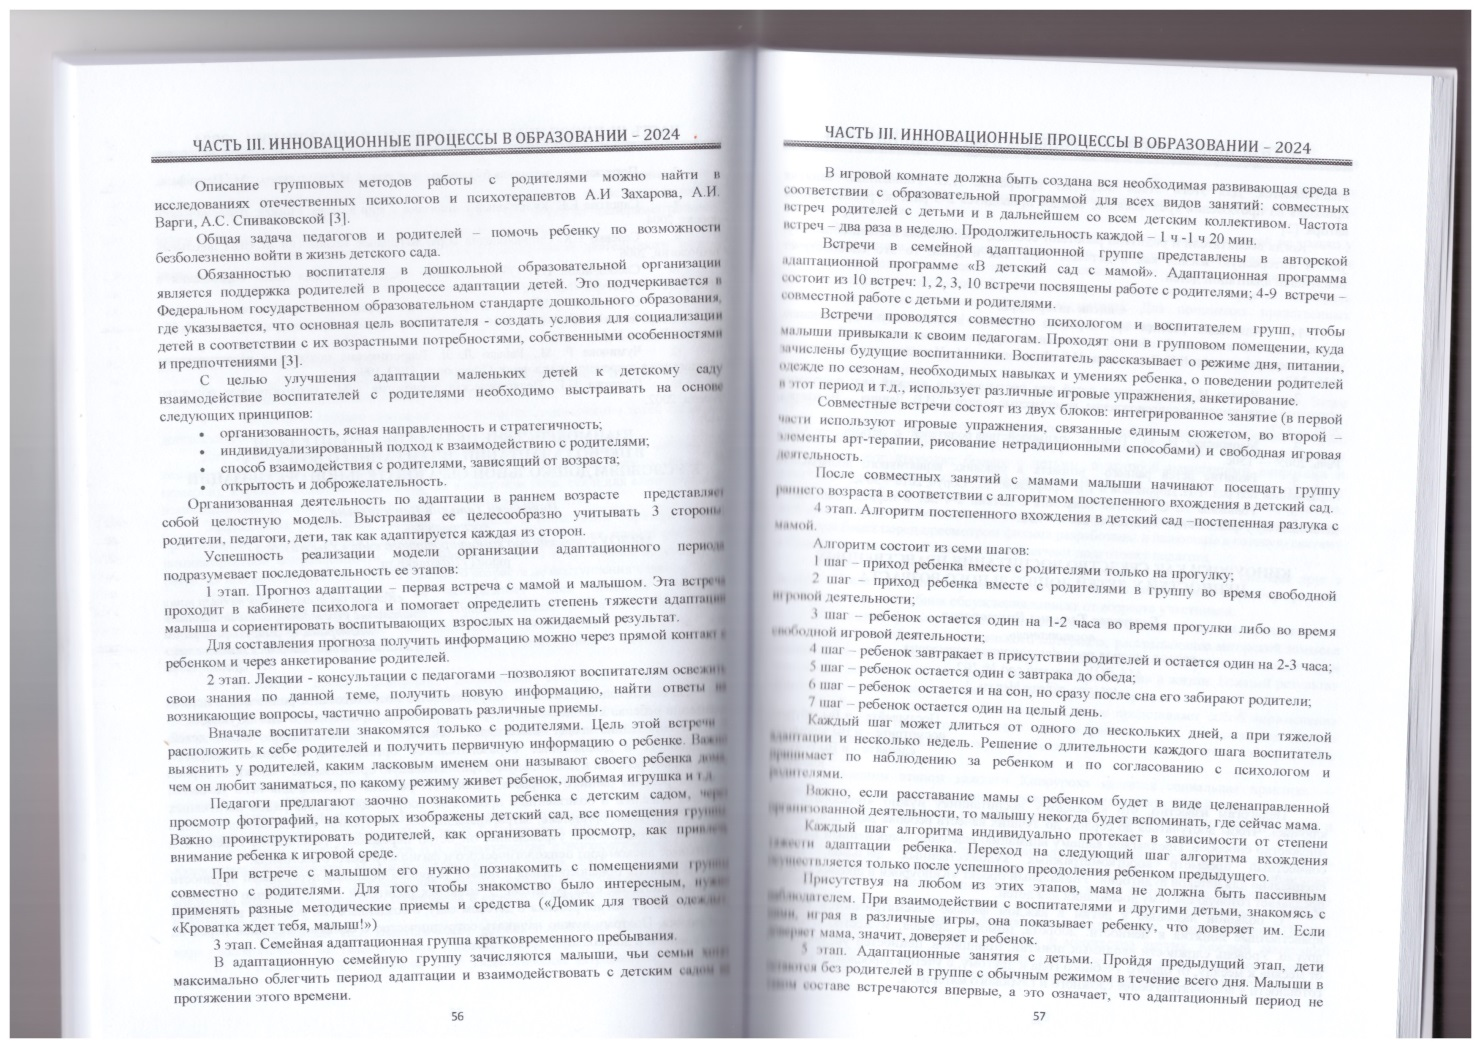 ЧАСТЬ III. ИННОВАЦИОННЫЕ ПРОЦЕССЫ В ОБРАЗОВАНИИ – 2024
Описание групповых методов работы с родителями можно найти в
исследованиях отечественных психологов и психотерапевтов А.И Захарова, А.И.
Варги, А.С. Спиваковской [3].
Общая задача педагогов и родителей – помочь ребенку по возможности
безболезненно войти в жизнь детского сада.
Обязанностью воспитателя в дошкольной образовательной организации
является поддержка родителей в процессе адаптации детей. Это подчеркивается в
Федеральном государственном образовательном стандарте дошкольного образования,
где указывается, что основная цель воспитателя - создать условия для социализации
детей в соответствии с их возрастными потребностями, собственными особенностями
и предпочтениями [3].
С целью улучшения адаптации маленьких детей к детскому саду
взаимодействие воспитателей с родителями необходимо выстраивать на основе
следующих принципов:
• организованность, ясная направленность и стратегичность;
• индивидуализированный подход к взаимодействию с родителями;
• способ взаимодействия с родителями, зависящий от возраста;
• открытость и доброжелательность.
Организованная деятельность по адаптации в раннем возрасте представляет
собой целостную модель. Выстраивая ее целесообразно учитывать 3 стороны:
родители, педагоги, дети, так как адаптируется каждая из сторон.
Успешность реализации модели организации адаптационного периода
подразумевает последовательность ее этапов:
1 этап. Прогноз адаптации – первая встреча с мамой и малышом. Эта встреча
проходит в кабинете психолога и помогает определить степень тяжести адаптации
малыша и сориентировать воспитывающих взрослых на ожидаемый результат.
Для составления прогноза получить информацию можно через прямой контакт с
ребенком и через анкетирование родителей.
2 этап. Лекции - консультации с педагогами –позволяют воспитателям освежить
свои знания по данной теме, получить новую информацию, найти ответы на
возникающие вопросы, частично апробировать различные приемы.
Вначале воспитатели знакомятся только с родителями. Цель этой встречи -
расположить к себе родителей и получить первичную информацию о ребенке. Важно
выяснить у родителей, каким ласковым именем они называют своего ребенка дома,
чем он любит заниматься, по какому режиму живет ребенок, любимая игрушка и т.д.
Педагоги предлагают заочно познакомить ребенка с детским садом, через
просмотр фотографий, на которых изображены детский сад, все помещения группы.
Важно проинструктировать родителей, как организовать просмотр, как привлечь
внимание ребенка к игровой среде.
При встрече с малышом его нужно познакомить с помещениями группы
совместно с родителями. Для того чтобы знакомство было интересным, нужно
применять разные методические приемы и средства («Домик для твоей одежды»,
«Кроватка ждет тебя, малыш!»)
3 этап. Семейная адаптационная группа кратковременного пребывания.
В адаптационную семейную группу зачисляются малыши, чьи семьи хотят
максимально облегчить период адаптации и взаимодействовать с детским садом на
протяжении этого времени.
56
ЧАСТЬ III. ИННОВАЦИОННЫЕ ПРОЦЕССЫ В ОБРАЗОВАНИИ – 2024
В игровой комнате должна быть создана вся необходимая развивающая среда в
соответствии с образовательной программой для всех видов занятий: совместных
встреч родителей с детьми и в дальнейшем со всем детским коллективом. Частота
встреч – два раза в неделю. Продолжительность каждой – 1 ч -1 ч 20 мин.
Встречи в семейной адаптационной группе представлены в авторской
адаптационной программе «В детский сад с мамой». Адаптационная программа
состоит из 10 встреч: 1, 2, 3, 10 встречи посвящены работе с родителями; 4-9 встречи –
совместной работе с детьми и родителями.
Встречи проводятся совместно психологом и воспитателем групп, чтобы
малыши привыкали к своим педагогам. Проходят они в групповом помещении, куда
зачислены будущие воспитанники. Воспитатель рассказывает о режиме дня, питании,
одежде по сезонам, необходимых навыках и умениях ребенка, о поведении родителей
в этот период и т.д., использует различные игровые упражнения, анкетирование.
Совместные встречи состоят из двух блоков: интегрированное занятие (в первой
части используют игровые упражнения, связанные единым сюжетом, во второй –
элементы арт-терапии, рисование нетрадиционными способами) и свободная игровая
деятельность.
После совместных занятий с мамами малыши начинают посещать группу
раннего возраста в соответствии с алгоритмом постепенного вхождения в детский сад.
4 этап. Алгоритм постепенного вхождения в детский сад –постепенная разлука с
мамой.
Алгоритм состоит из семи шагов:
1 шаг – приход ребенка вместе с родителями только на прогулку;
2 шаг – приход ребенка вместе с родителями в группу во время свободной
игровой деятельности;
3 шаг – ребенок остается один на 1-2 часа во время прогулки либо во время
свободной игровой деятельности;
4 шаг – ребенок завтракает в присутствии родителей и остается один на 2-3 часа;
5 шаг – ребенок остается один с завтрака до обеда;
6 шаг – ребенок остается и на сон, но сразу после сна его забирают родители;
7 шаг – ребенок остается один на целый день.
Каждый шаг может длиться от одного до нескольких дней, а при тяжелой
адаптации и несколько недель. Решение о длительности каждого шага воспитатель
принимает по наблюдению за ребенком и по согласованию с психологом и
родителями.
Важно, если расставание мамы с ребенком будет в виде целенаправленной
организованной деятельности, то малышу некогда будет вспоминать, где сейчас мама.
Каждый шаг алгоритма индивидуально протекает в зависимости от степени
тяжести адаптации ребенка. Переход на следующий шаг алгоритма вхождения
осуществляется только после успешного преодоления ребенком предыдущего.
Присутствуя на любом из этих этапов, мама не должна быть пассивным
наблюдателем. При взаимодействии с воспитателями и другими детьми, знакомясь с
ними, играя в различные игры, она показывает ребенку, что доверяет им. Если
доверяет мама, значит, доверяет и ребенок.
5 этап. Адаптационные занятия с детьми. Пройдя предыдущий этап, дети
остаются без родителей в группе с обычным режимом в течение всего дня. Малыши в
таком составе встречаются впервые, а это означает, что адаптационный период не
57